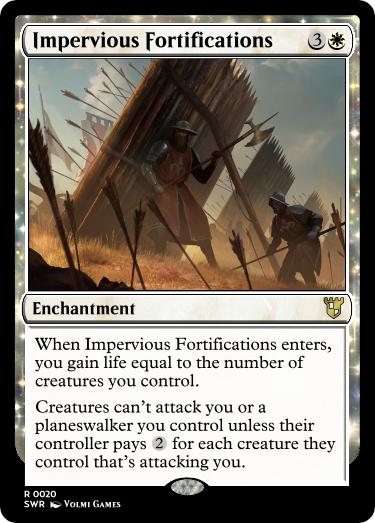 Impervious Fortifications 3
Enchantment
When Impervious Fortifications enters,
you gain life equal to the number of
creatures you control.
Creatures can't attack you or a
planeswalker you control unless their
controller pays 2 for each creature they
control that's attacking you.
R 0020
SWR Volmi Games